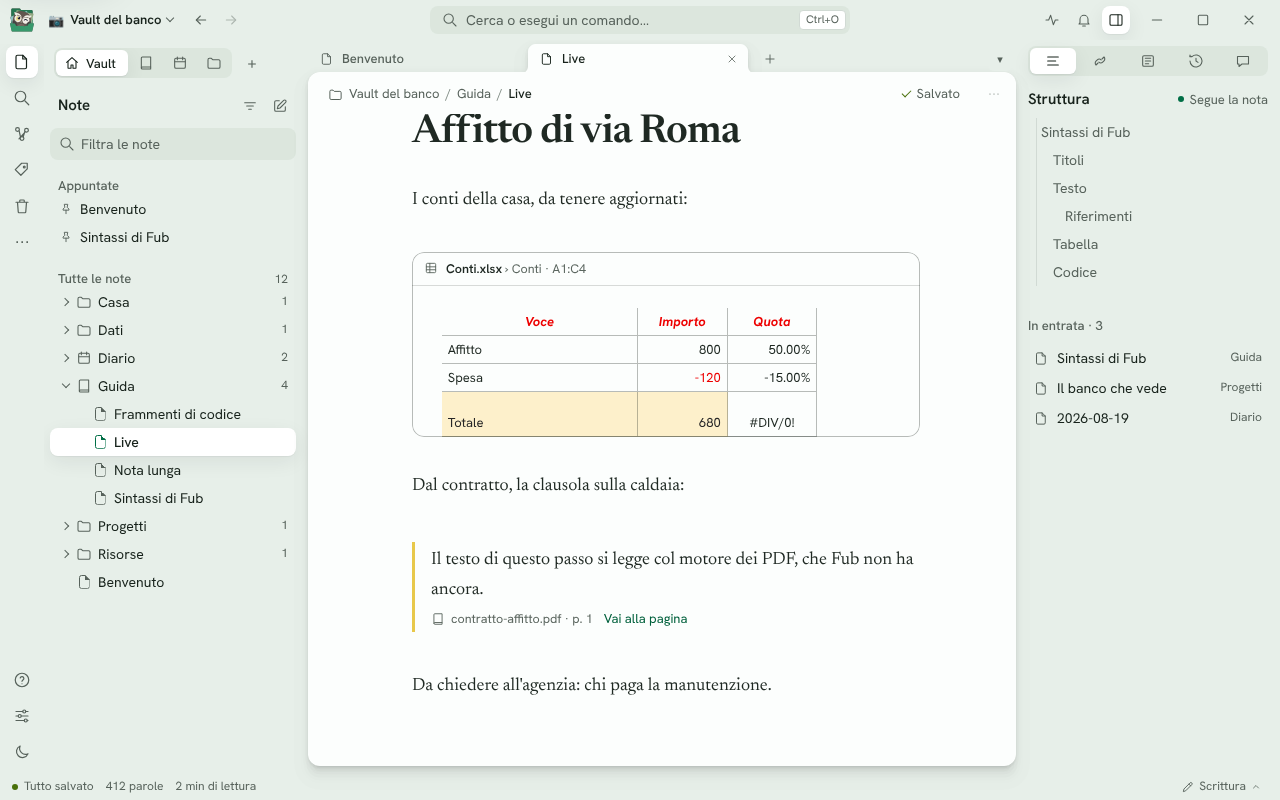 Vault del banco
Cerca o esegui un comando…
Ctrl+O
Vault
Note
Filtra le note
Appuntate
Benvenuto
Sintassi di Fub
Tutte le note 12
Casa 1
Dati 1
Diario 2
Guida 4
Frammenti di codice
Live
Nota lunga
Sintassi di Fub
Progetti 1
Risorse 1
Benvenuto
Benvenuto
Live
Vault del banco / Guida / Live
Salvato
Affitto di via Roma
I conti della casa, da tenere aggiornati:
Conti.xlsx › Conti · A1:C4
Voce Importo Quota
Affitto 800 50.00%
Spesa -120 -15.00%
Totale 680 #DIV/0!
Dal contratto, la clausola sulla caldaia:
Il testo di questo passo si legge col motore dei PDF, che Fub non ha
ancora.
contratto-affitto.pdf · p. 1 Vai alla pagina
Da chiedere all'agenzia: chi paga la manutenzione.
Struttura
Segue la nota
Sintassi di Fub
Titoli
Testo
Riferimenti
Tabella
Codice
In entrata · 3
Sintassi di Fub Guida
Il banco che vede Progetti
2026-08-19 Diario
Tutto salvato 412 parole 2 min di lettura
Scrittura